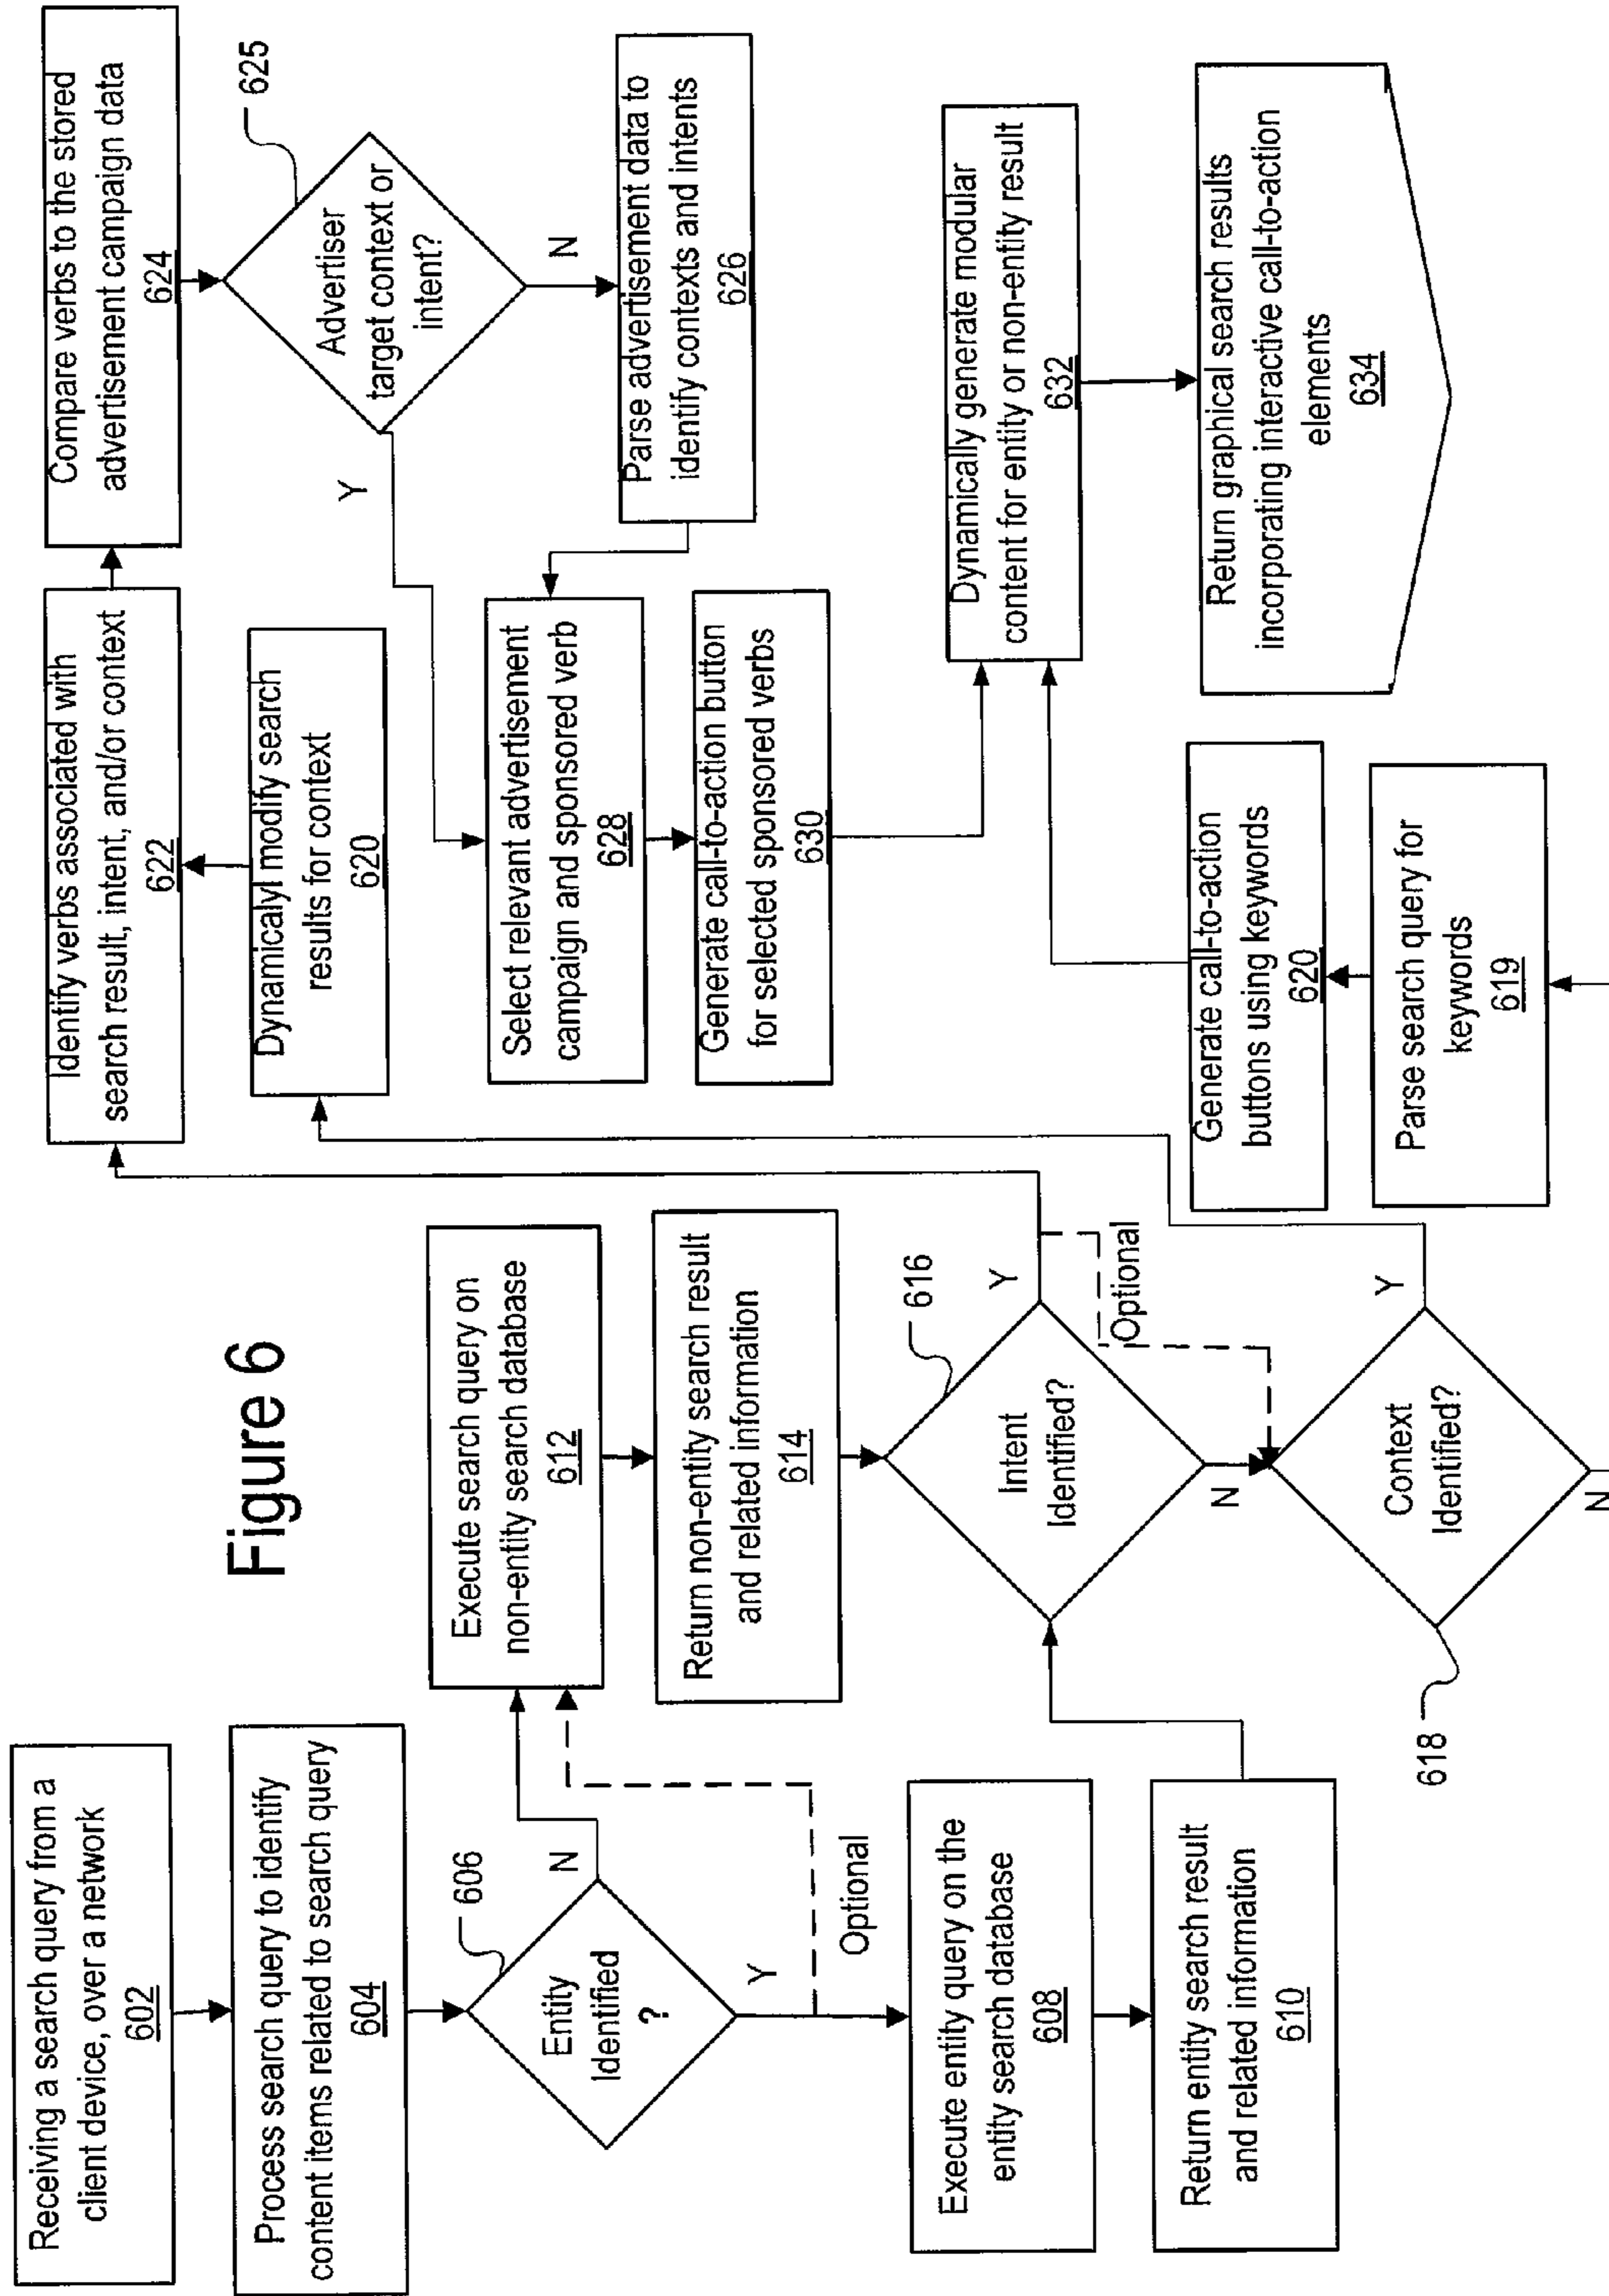 Figure 6
Receiving a search query from a
client device, over a network
602
Process search query to identify
content items related to search query
604
Entity
Identified
?
606
N
Y
Optional
Execute entity query on the
entity search database
608
Return entity search result
and related information
610
Execute search query on
non-entity search database
612
Return non-entity search result
and related information
614
Intent
Identified?
616
Y
N
Optional
Context
Identified?
618
Y
N
Parse search query for
keywords
619
Generate call-to-action
buttons using keywords
620
Dynamicalyl modify search
results for context
620
Identify verbs associated with
search result, intent, and/or context
622
Compare verbs to the stored
advertisement campaign data
624
Advertiser
target context or
intent?
625
Y
N
Parse advertisement data to
identify contexts and intents
626
Select relevant advertisement
campaign and sponsored verb
628
Generate call-to-action button
for selected sponsored verbs
630
Dynamically generate modular
content for entity or non-entity result
632
Return graphical search results
incorporating interactive call-to-action
elements
634